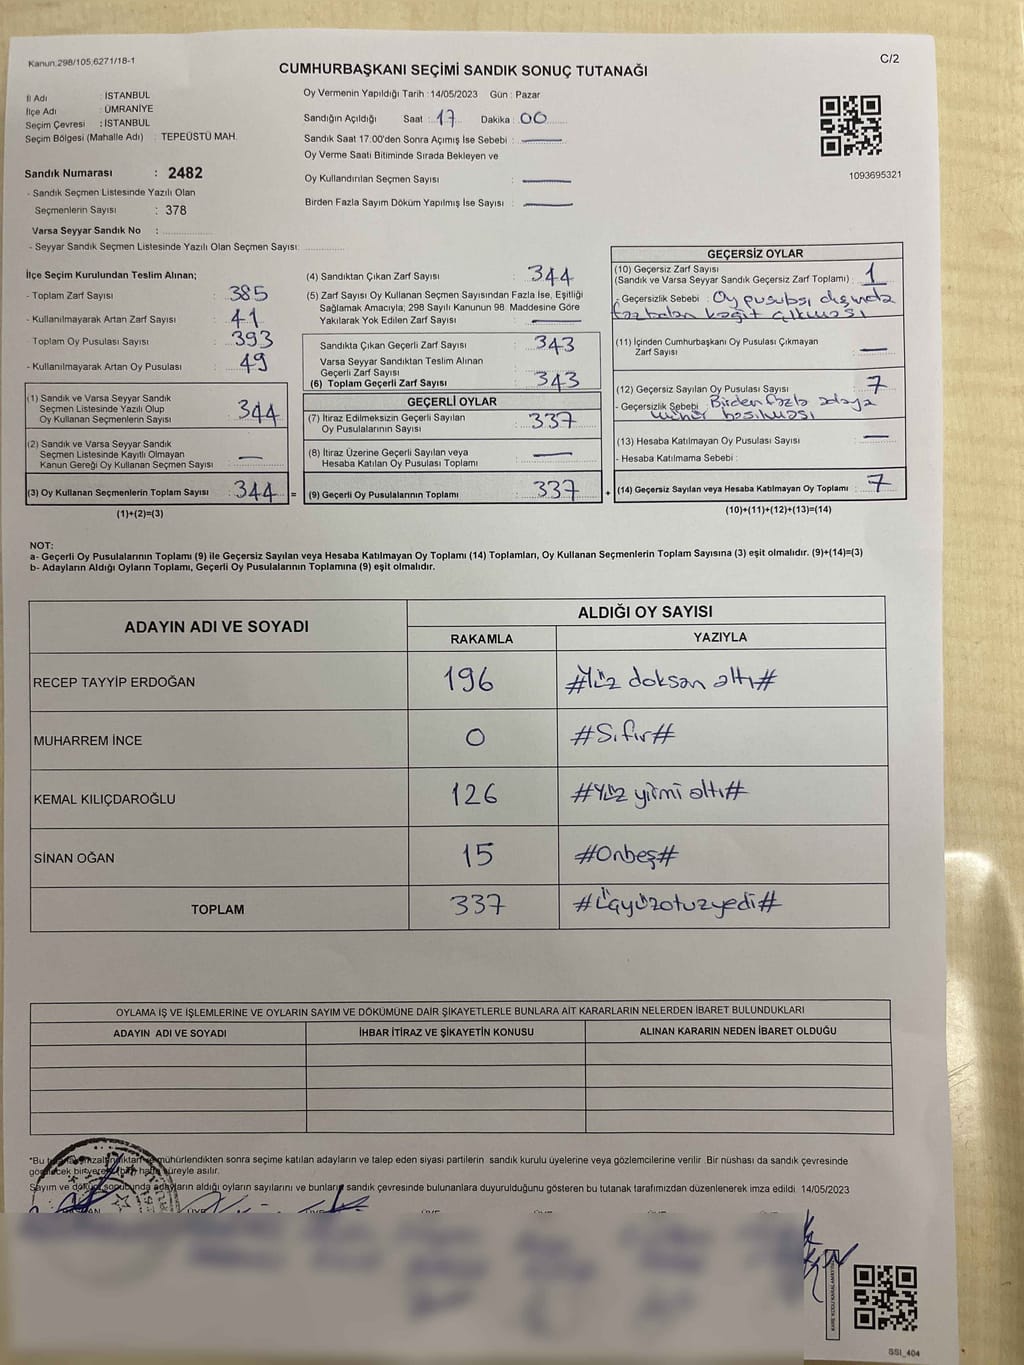 Kanun.298/105,6271/18-1
C/2
CUMHURBAŞKANI SEÇİMİ SANDIK SONUÇ TUTANAĞI
İl Adı : İSTANBUL
İlçe Adı : ÜMRANİYE
Seçim Çevresi : İSTANBUL
Seçim Bölgesi (Mahalle Adı) : TEPEÜSTÜ MAH.
Sandık Numarası : 2482
- Sandık Seçmen Listesinde Yazılı Olan
Seçmenlerin Sayısı : 378
Varsa Seyyar Sandık No :
- Seyyar Sandık Seçmen Listesinde Yazılı Olan Seçmen Sayısı:
Oy Vermenin Yapıldığı Tarih : 14/05/2023 Gün : Pazar
Sandığın Açıldığı Saat : 17 Dakika : 00
Sandık Saat 17:00'den Sonra Açımış İse Sebebi : —
Oy Verme Saati Bitiminde Sırada Bekleyen ve
Oy Kullandırılan Seçmen Sayısı : —
Birden Fazla Sayım Döküm Yapılmış İse Sayısı : —
1093695321
İlçe Seçim Kurulundan Teslim Alınan;
- Toplam Zarf Sayısı : 385
- Kullanılmayarak Artan Zarf Sayısı : 41
- Toplam Oy Pusulası Sayısı : 393
- Kullanılmayarak Artan Oy Pusulası : 49
(1) Sandık ve Varsa Seyyar Sandık
Seçmen Listesinde Yazılı Olup
Oy Kullanan Seçmenlerin Sayısı : 344
(2) Sandık ve Varsa Seyyar Sandık
Seçmen Listesinde Kayıtlı Olmayan
Kanun Gereği Oy Kullanan Seçmen Sayısı : —
(3) Oy Kullanan Seçmenlerin Toplam Sayısı : 344 =
(1)+(2)=(3)
(4) Sandıktan Çıkan Zarf Sayısı : 344
(5) Zarf Sayısı Oy Kullanan Seçmen Sayısından Fazla İse, Eşitliği
Sağlamak Amacıyla; 298 Sayılı Kanunun 98. Maddesine Göre
Yakılarak Yok Edilen Zarf Sayısı : —
Sandıkta Çıkan Geçerli Zarf Sayısı : 343
Varsa Seyyar Sandıktan Teslim Alınan
Geçerli Zarf Sayısı :
(6) Toplam Geçerli Zarf Sayısı : 343
GEÇERLİ OYLAR
(7) İtiraz Edilmeksizin Geçerli Sayılan
Oy Pusulalarının Sayısı : 337
(8) İtiraz Üzerine Geçerli Sayılan veya
Hesaba Katılan Oy Pusulası Toplamı : —
(9) Geçerli Oy Pusulalarının Toplamı : 337 +
GEÇERSİZ OYLAR
(10) Geçersiz Zarf Sayısı
(Sandık ve Varsa Seyyar Sandık Geçersiz Zarf Toplamı) : 1
- Geçersizlik Sebebi : Oy pusulası dışında
fazladan kağıt çıkması
(11) İçinden Cumhurbaşkanı Oy Pusulası Çıkmayan
Zarf Sayısı : —
(12) Geçersiz Sayılan Oy Pusulası Sayısı : 7
- Geçersizlik Sebebi : Birden fazla adaya
mühür basılması
(13) Hesaba Katılmayan Oy Pusulası Sayısı : —
- Hesaba Katılmama Sebebi :
(14) Geçersiz Sayılan veya Hesaba Katılmayan Oy Toplamı : 7
(10)+(11)+(12)+(13)=(14)
NOT:
a- Geçerli Oy Pusulalarının Toplamı (9) ile Geçersiz Sayılan veya Hesaba Katılmayan Oy Toplamı (14) Toplamları, Oy Kullanan Seçmenlerin Toplam Sayısına (3) eşit olmalıdır. (9)+(14)=(3)
b- Adayların Aldığı Oyların Toplamı, Geçerli Oy Pusulalarının Toplamına (9) eşit olmalıdır.
ADAYIN ADI VE SOYADI
ALDIĞI OY SAYISI
RAKAMLA YAZIYLA
RECEP TAYYİP ERDOĞAN 196 #Yüz doksan altı#
MUHARREM İNCE 0 #Sıfır#
KEMAL KILIÇDAROĞLU 126 #Yüz yirmi altı#
SİNAN OĞAN 15 #Onbeş#
TOPLAM 337 #Üçyüzotuzyedi#
OYLAMA İŞ VE İŞLEMLERİNE VE OYLARIN SAYIM VE DÖKÜMÜNE DAİR ŞİKAYETLERLE BUNLARA AİT KARARLARIN NELERDEN İBARET BULUNDUKLARI
ADAYIN ADI VE SOYADI İHBAR İTİRAZ VE ŞİKAYETİN KONUSU ALINAN KARARIN NEDEN İBARET OLDUĞU
*Bu mühürlendikten sonra seçime katılan adayların ve talep eden siyasi partilerin sandık kurulu üyelerine veya gözlemcilerine verilir. Bir nüshası da sandık çevresinde
bir hafta süreyle asılır.
Sayım ve döküm sonucunda adayların aldığı oyların sayılarını ve bunların sandık çevresinde bulunanlara duyurulduğunu gösteren bu tutanak tarafımızdan düzenlenerek imza edildi. 14/05/2023
SSI_404